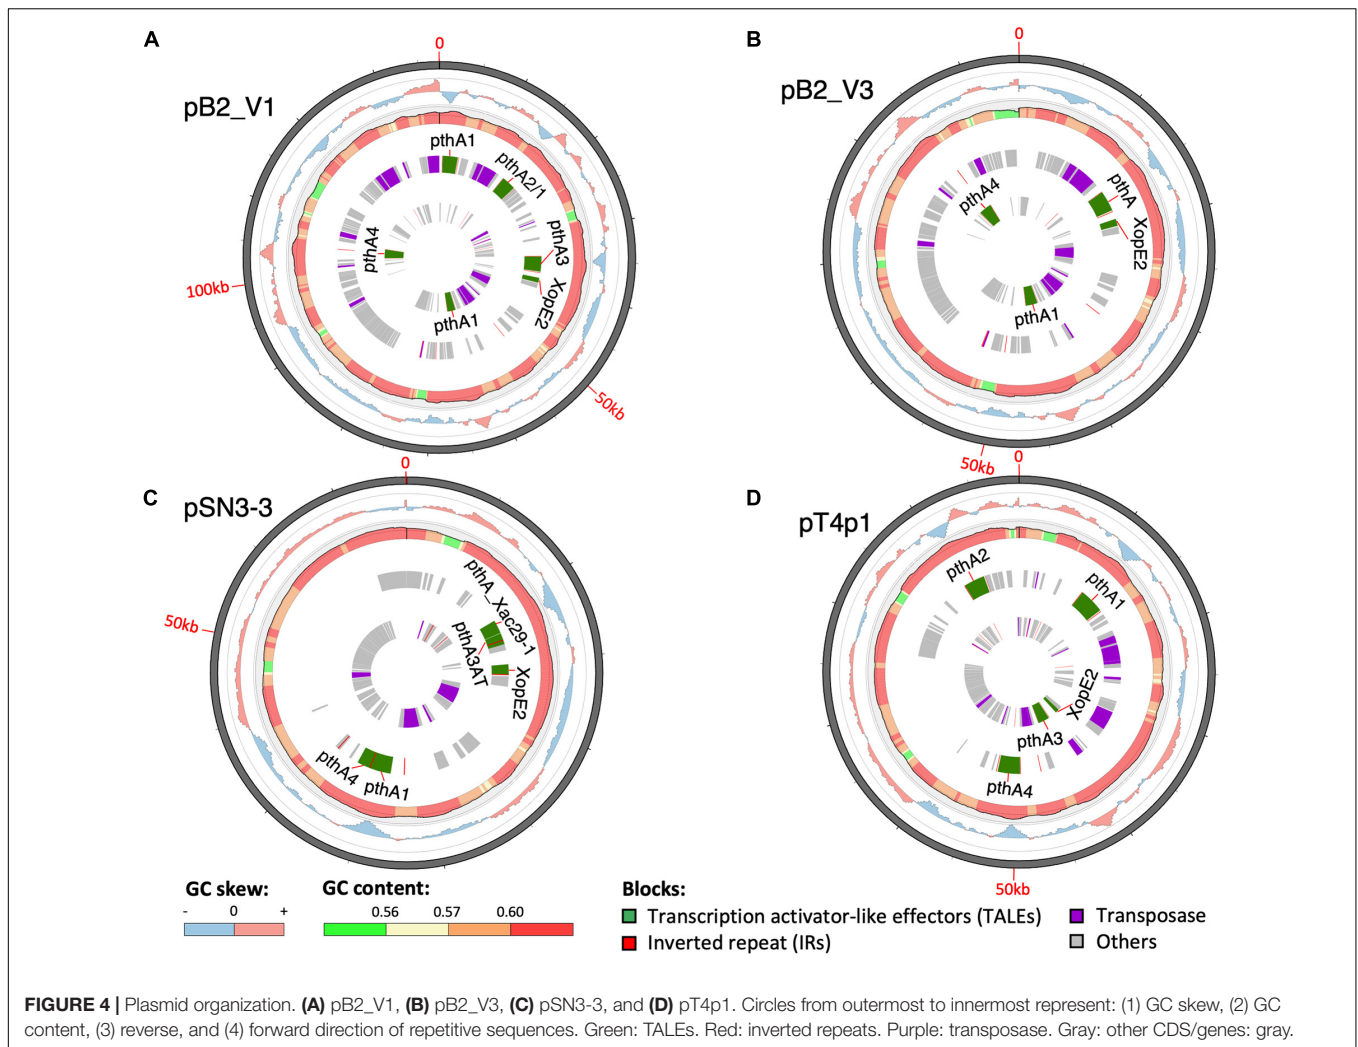 A
pB2_V1
0
50kb
100kb
pthA1
pthA2/1
pthA3
XopE2
pthA1
pthA4
B
pB2_V3
0
50kb
pthA
XopE2
pthA1
pthA4
C
pSN3-3
0
50kb
pthA_Xac29-1
pthA3AT
XopE2
pthA1
pthA4
D
pT4p1
0
50kb
pthA2
pthA1
XopE2
pthA3
pthA4
GC skew:
- 0 +
GC content:
0.56 0.57 0.60
Blocks:
Transcription activator-like effectors (TALEs)
Inverted repeat (IRs)
Transposase
Others
FIGURE 4 | Plasmid organization. (A) pB2_V1, (B) pB2_V3, (C) pSN3-3, and (D) pT4p1. Circles from outermost to innermost represent: (1) GC skew, (2) GC
content, (3) reverse, and (4) forward direction of repetitive sequences. Green: TALEs. Red: inverted repeats. Purple: transposase. Gray: other CDS/genes: gray.